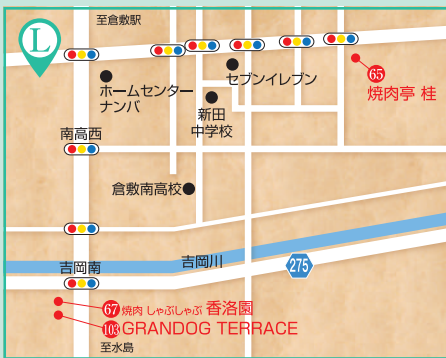 至倉敷駅
L
セブンイレブン
65
焼肉亭 桂
ホームセンター
ナンバ
新田
中学校
南高西
倉敷南高校
吉岡川
275
吉岡南
67 焼肉 しゃぶしゃぶ 香洛園
103 GRANDOG TERRACE
至水島